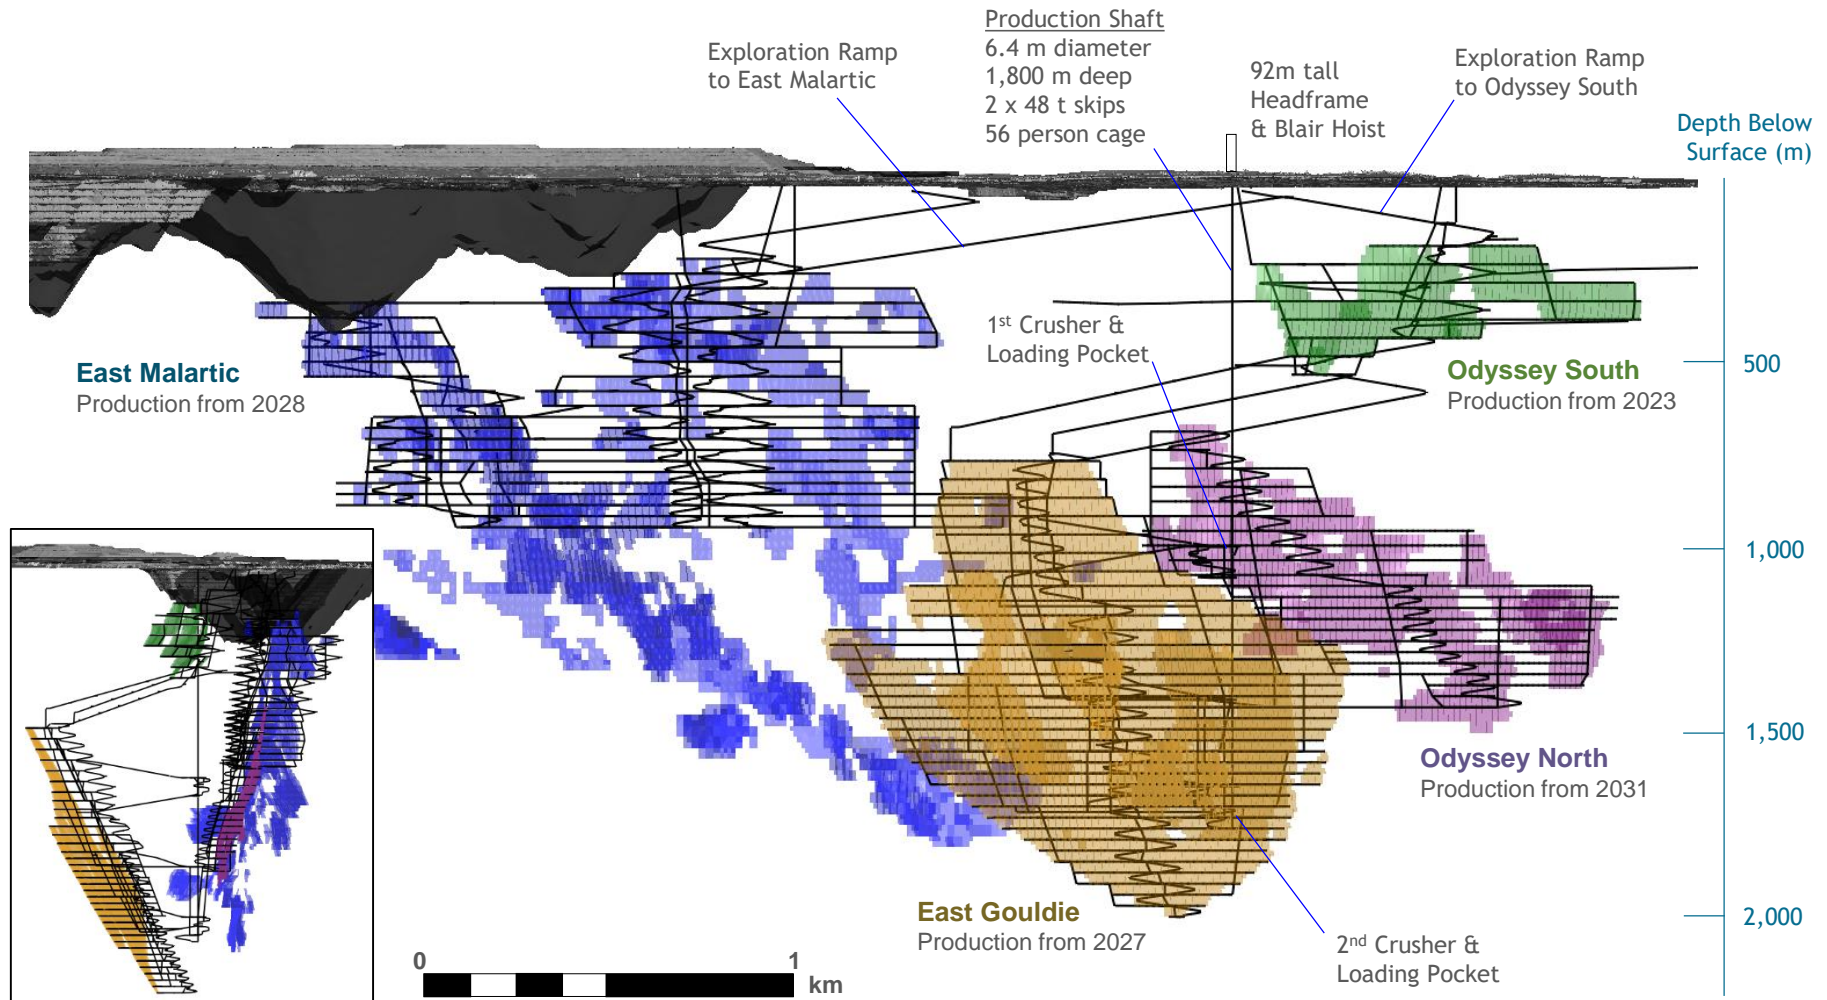 Production Shaft
6.4 m diameter
1,800 m deep
2 x 48 t skips
56 person cage
Exploration Ramp
to East Malartic
92m tall
Headframe
& Blair Hoist
Exploration Ramp
to Odyssey South
Depth Below
Surface (m)
1st Crusher &
Loading Pocket
East Malartic
Production from 2028
Odyssey South
Production from 2023
500
1,000
1,500
2,000
Odyssey North
Production from 2031
East Gouldie
Production from 2027
2nd Crusher &
Loading Pocket
0
1
km